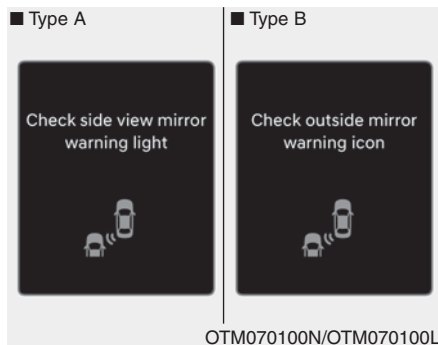 ■ Type A
Check side view mirror
warning light
■ Type B
Check outside mirror
warning icon
OTM070100N/OTM070100L